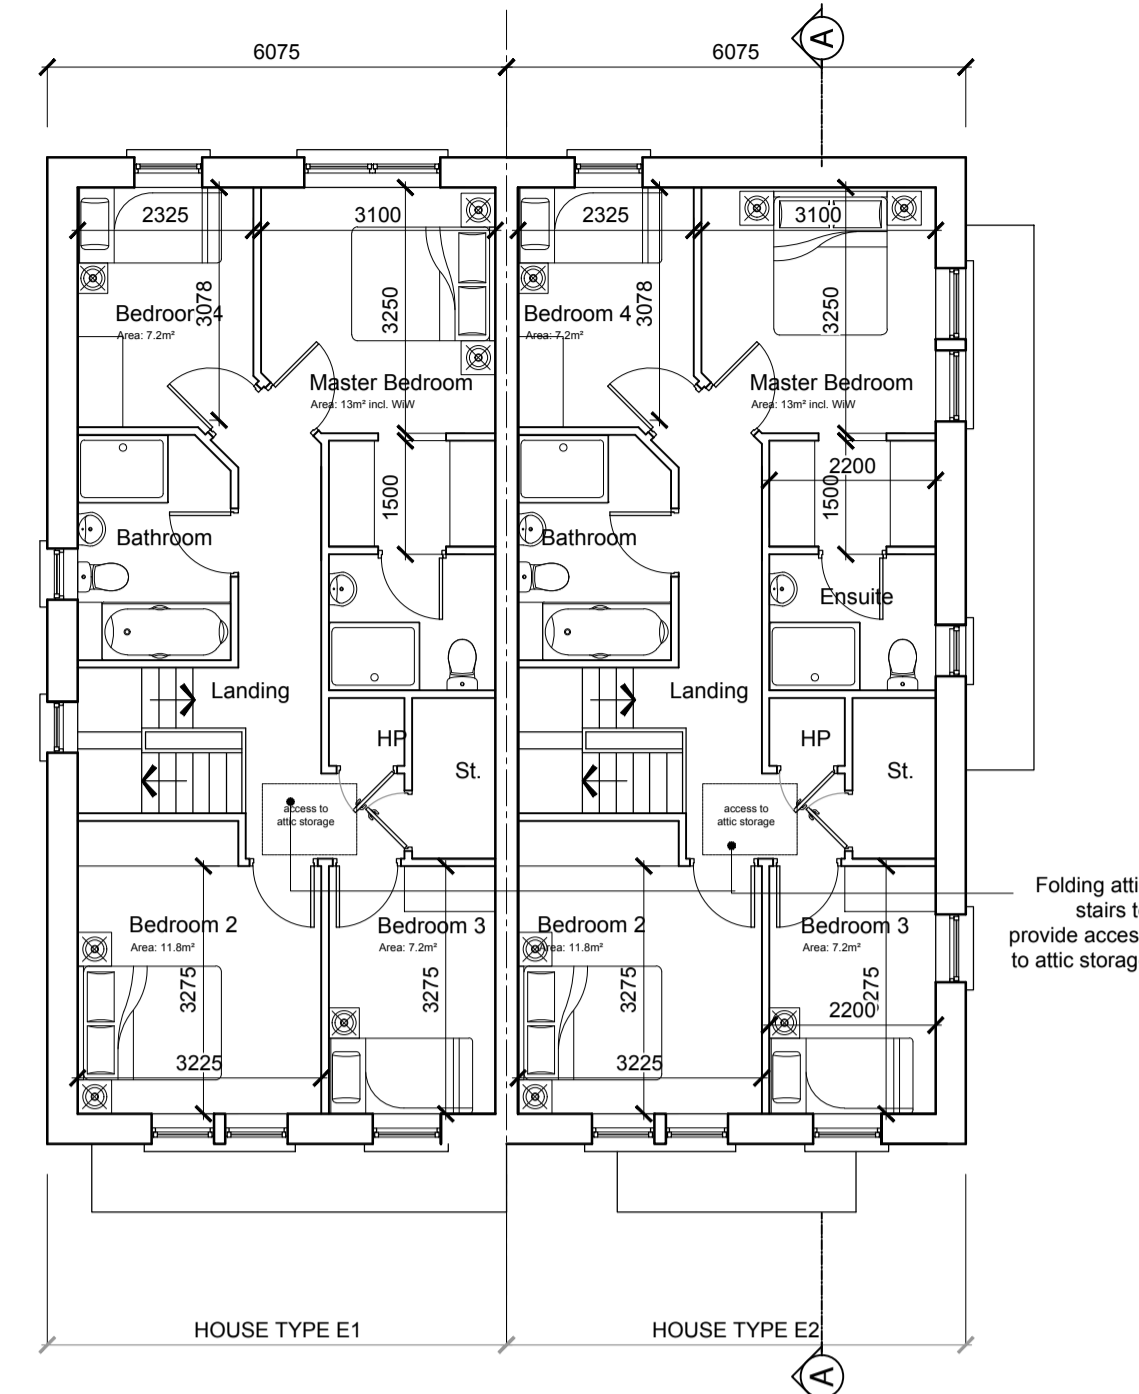 6075
6075
A
2325
3100
2325
3100
3078
3250
3078
3250
Bedroom 4
Area: 7.2m²
Bedroom 4
Area: 7.2m²
Master Bedroom
Area: 13m² incl. WiW
Master Bedroom
Area: 13m² incl. WiW
2200
1500
1500
Bathroom
Bathroom
Ensuite
Landing
Landing
HP
HP
St.
St.
access to
attic storage
access to
attic storage
Folding atti
stairs t
provide acces
to attic storag
Bedroom 2
Area: 11.8m²
Bedroom 3
Area: 7.2m²
Bedroom 2
Area: 11.8m²
Bedroom 3
Area: 7.2m²
3275
3275
3275
3275
2200
3225
3225
HOUSE TYPE E1
HOUSE TYPE E2
A